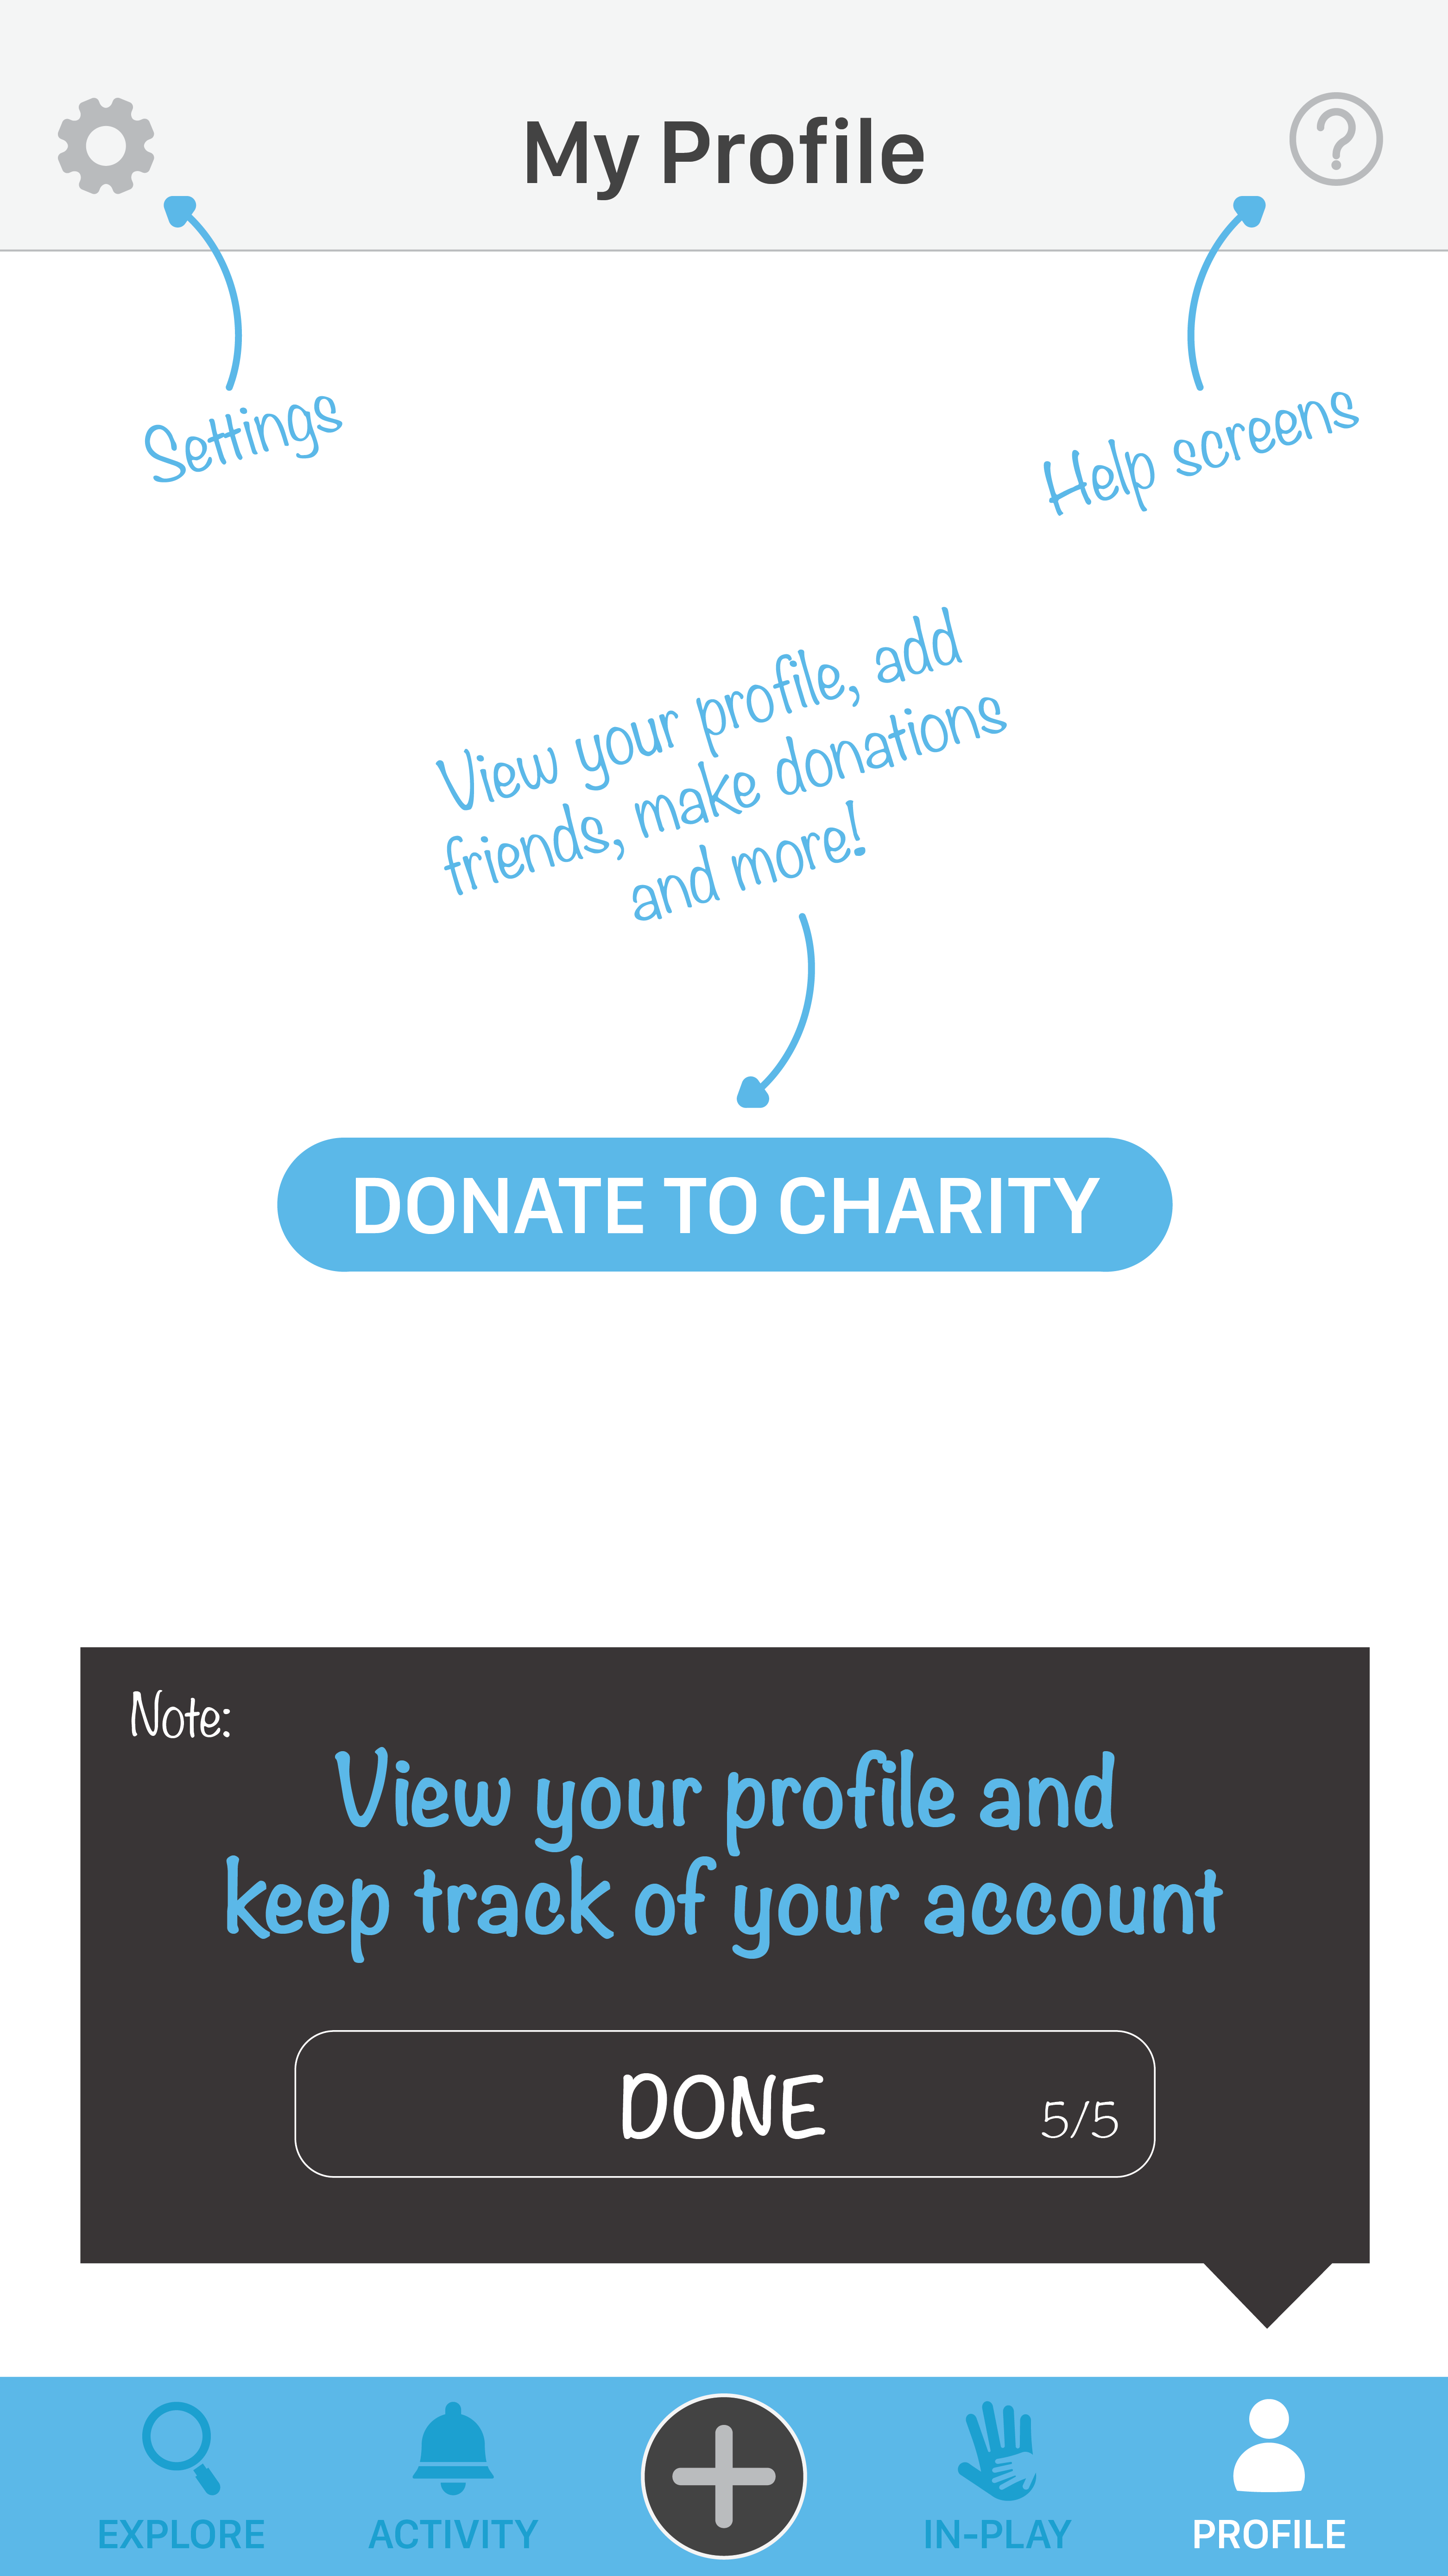 My Profile
Settings
Help screens
View your profile, add
friends, make donations
and more!
DONATE TO CHARITY
Note:
View your profile and
keep track of your account
DONE 5/5
EXPLORE ACTIVITY IN-PLAY PROFILE